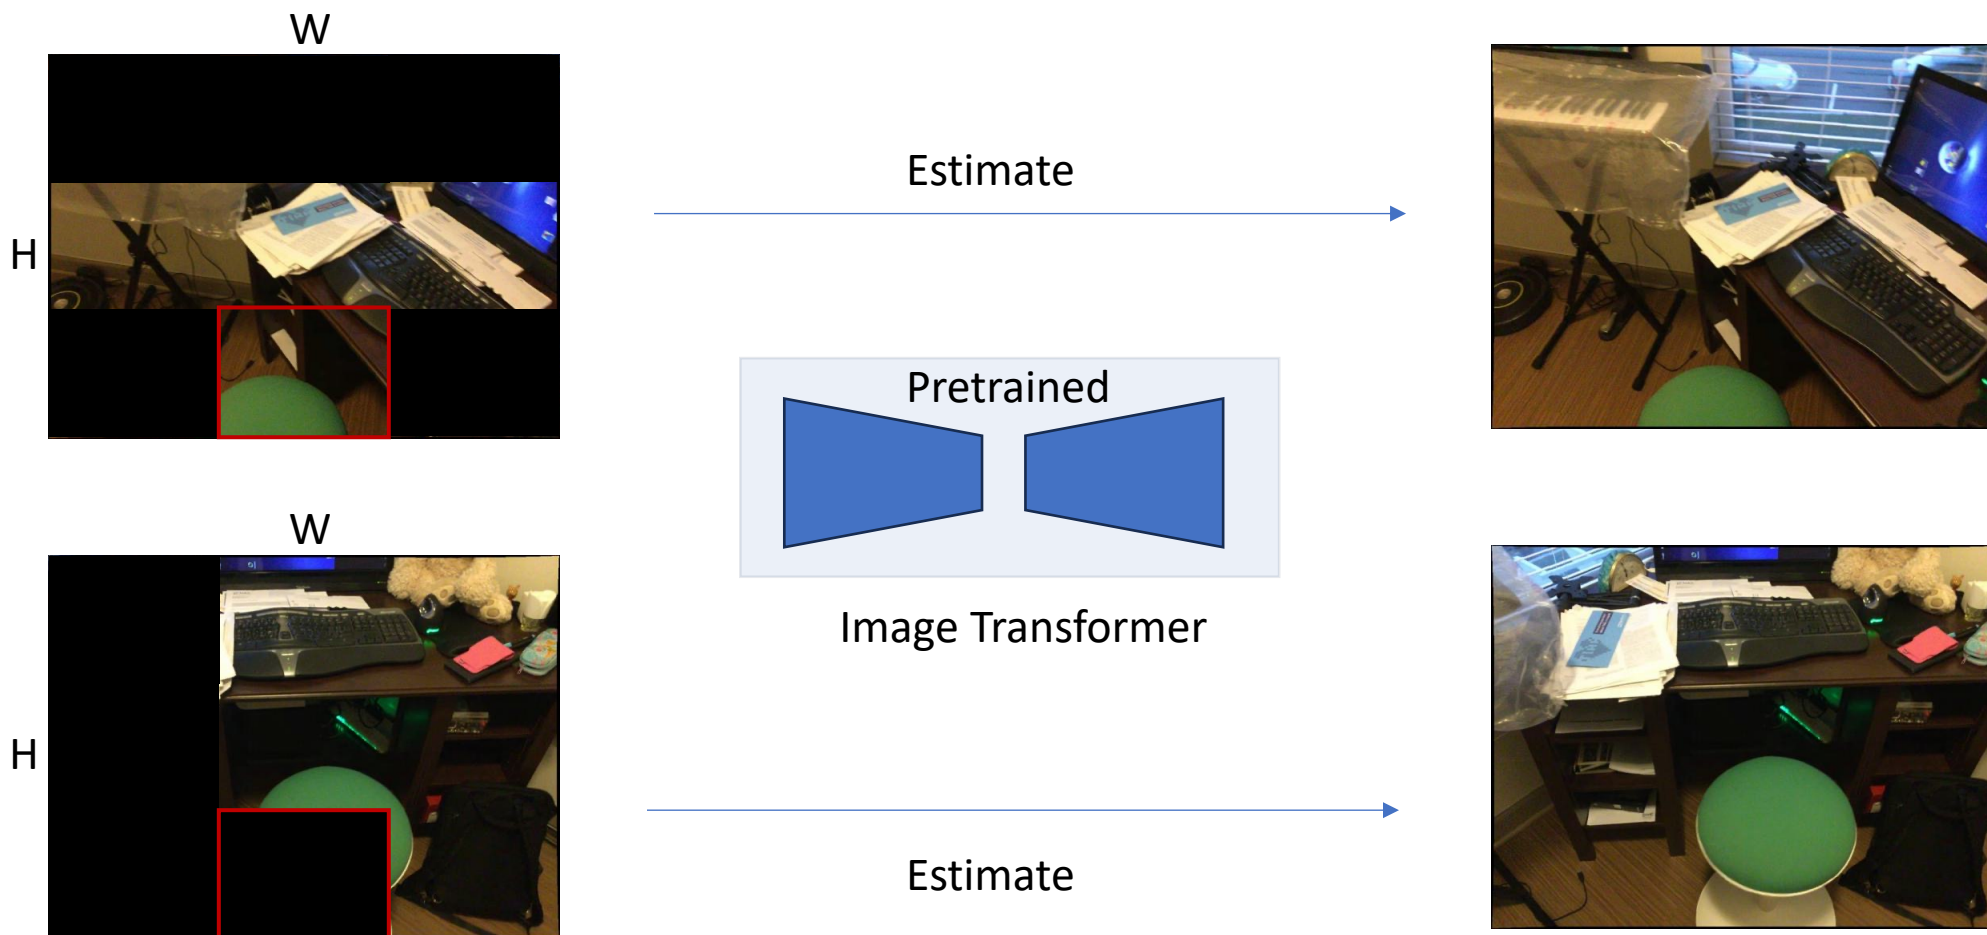 W
H
Estimate
Pretrained
Image Transformer
W
H
Estimate